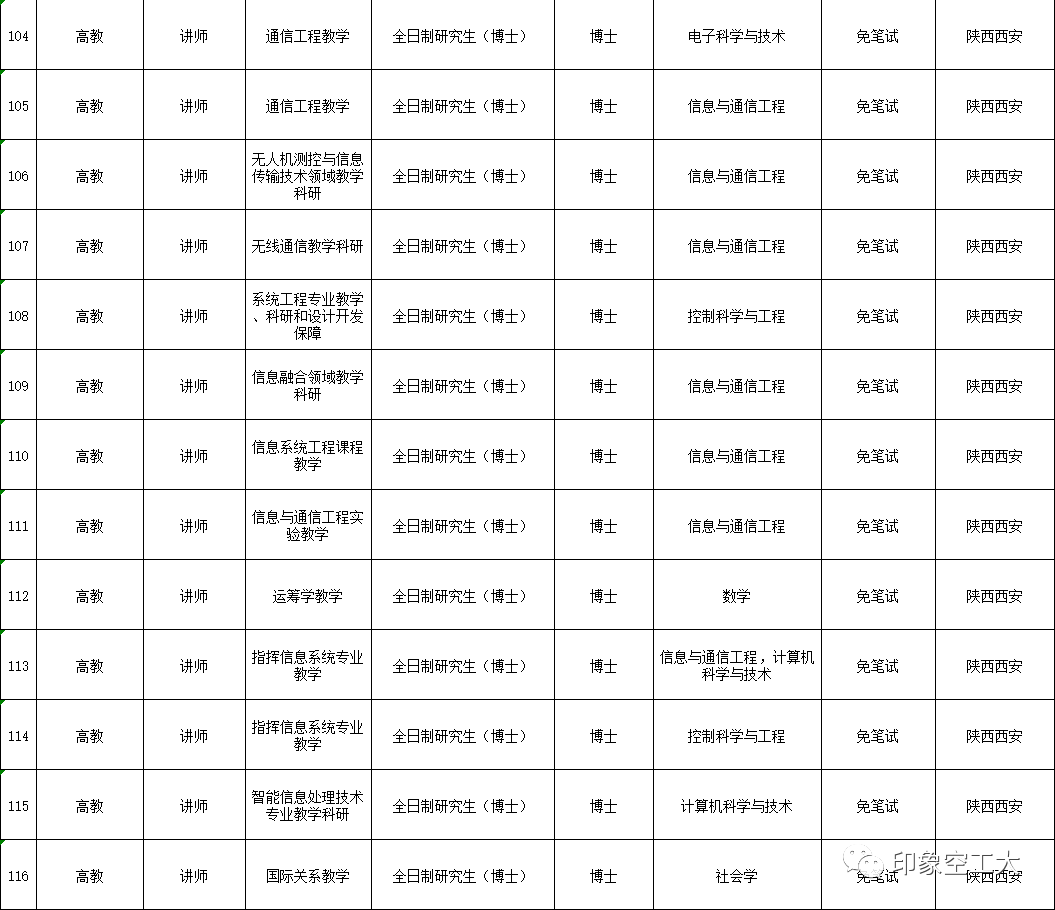 104 高教 讲师 通信工程教学 全日制研究生（博士） 博士 电子科学与技术 免笔试 陕西西安
105 高教 讲师 通信工程教学 全日制研究生（博士） 博士 信息与通信工程 免笔试 陕西西安
无人机测控与信息
106 高教 讲师 传输技术领域教学 全日制研究生（博士） 博士 信息与通信工程 免笔试 陕西西安
科研
107 高教 讲师 无线通信教学科研 全日制研究生（博士） 博士 信息与通信工程 免笔试 陕西西安
系统工程专业教学
108 高教 讲师 、科研和设计开发 全日制研究生（博士） 博士 控制科学与工程 免笔试 陕西西安
保障
109 高教 讲师 信息融合领域教学 全日制研究生（博士） 博士 信息与通信工程 免笔试 陕西西安
科研
110 高教 讲师 信息系统工程课程 全日制研究生（博士） 博士 信息与通信工程 免笔试 陕西西安
教学
111 高教 讲师 信息与通信工程实 全日制研究生（博士） 博士 信息与通信工程 免笔试 陕西西安
验教学
112 高教 讲师 运筹学教学 全日制研究生（博士） 博士 数学 免笔试 陕西西安
113 高教 讲师 指挥信息系统专业 全日制研究生（博士） 博士 信息与通信工程，计算机 免笔试 陕西西安
教学 科学与技术
114 高教 讲师 指挥信息系统专业 全日制研究生（博士） 博士 控制科学与工程 免笔试 陕西西安
教学
115 高教 讲师 智能信息处理技术 全日制研究生（博士） 博士 计算机科学与技术 免笔试 陕西西安
专业教学科研
116 高教 讲师 国际关系教学 全日制研究生（博士） 博士 社会学 免笔试 陕西西安
印象空工大